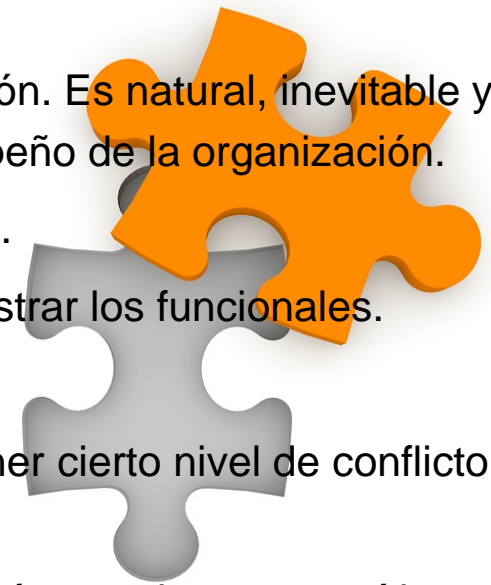 ón. Es natural, inevitable y
peño de la organización.
.
strar los funcionales.
ner cierto nivel de conflicto